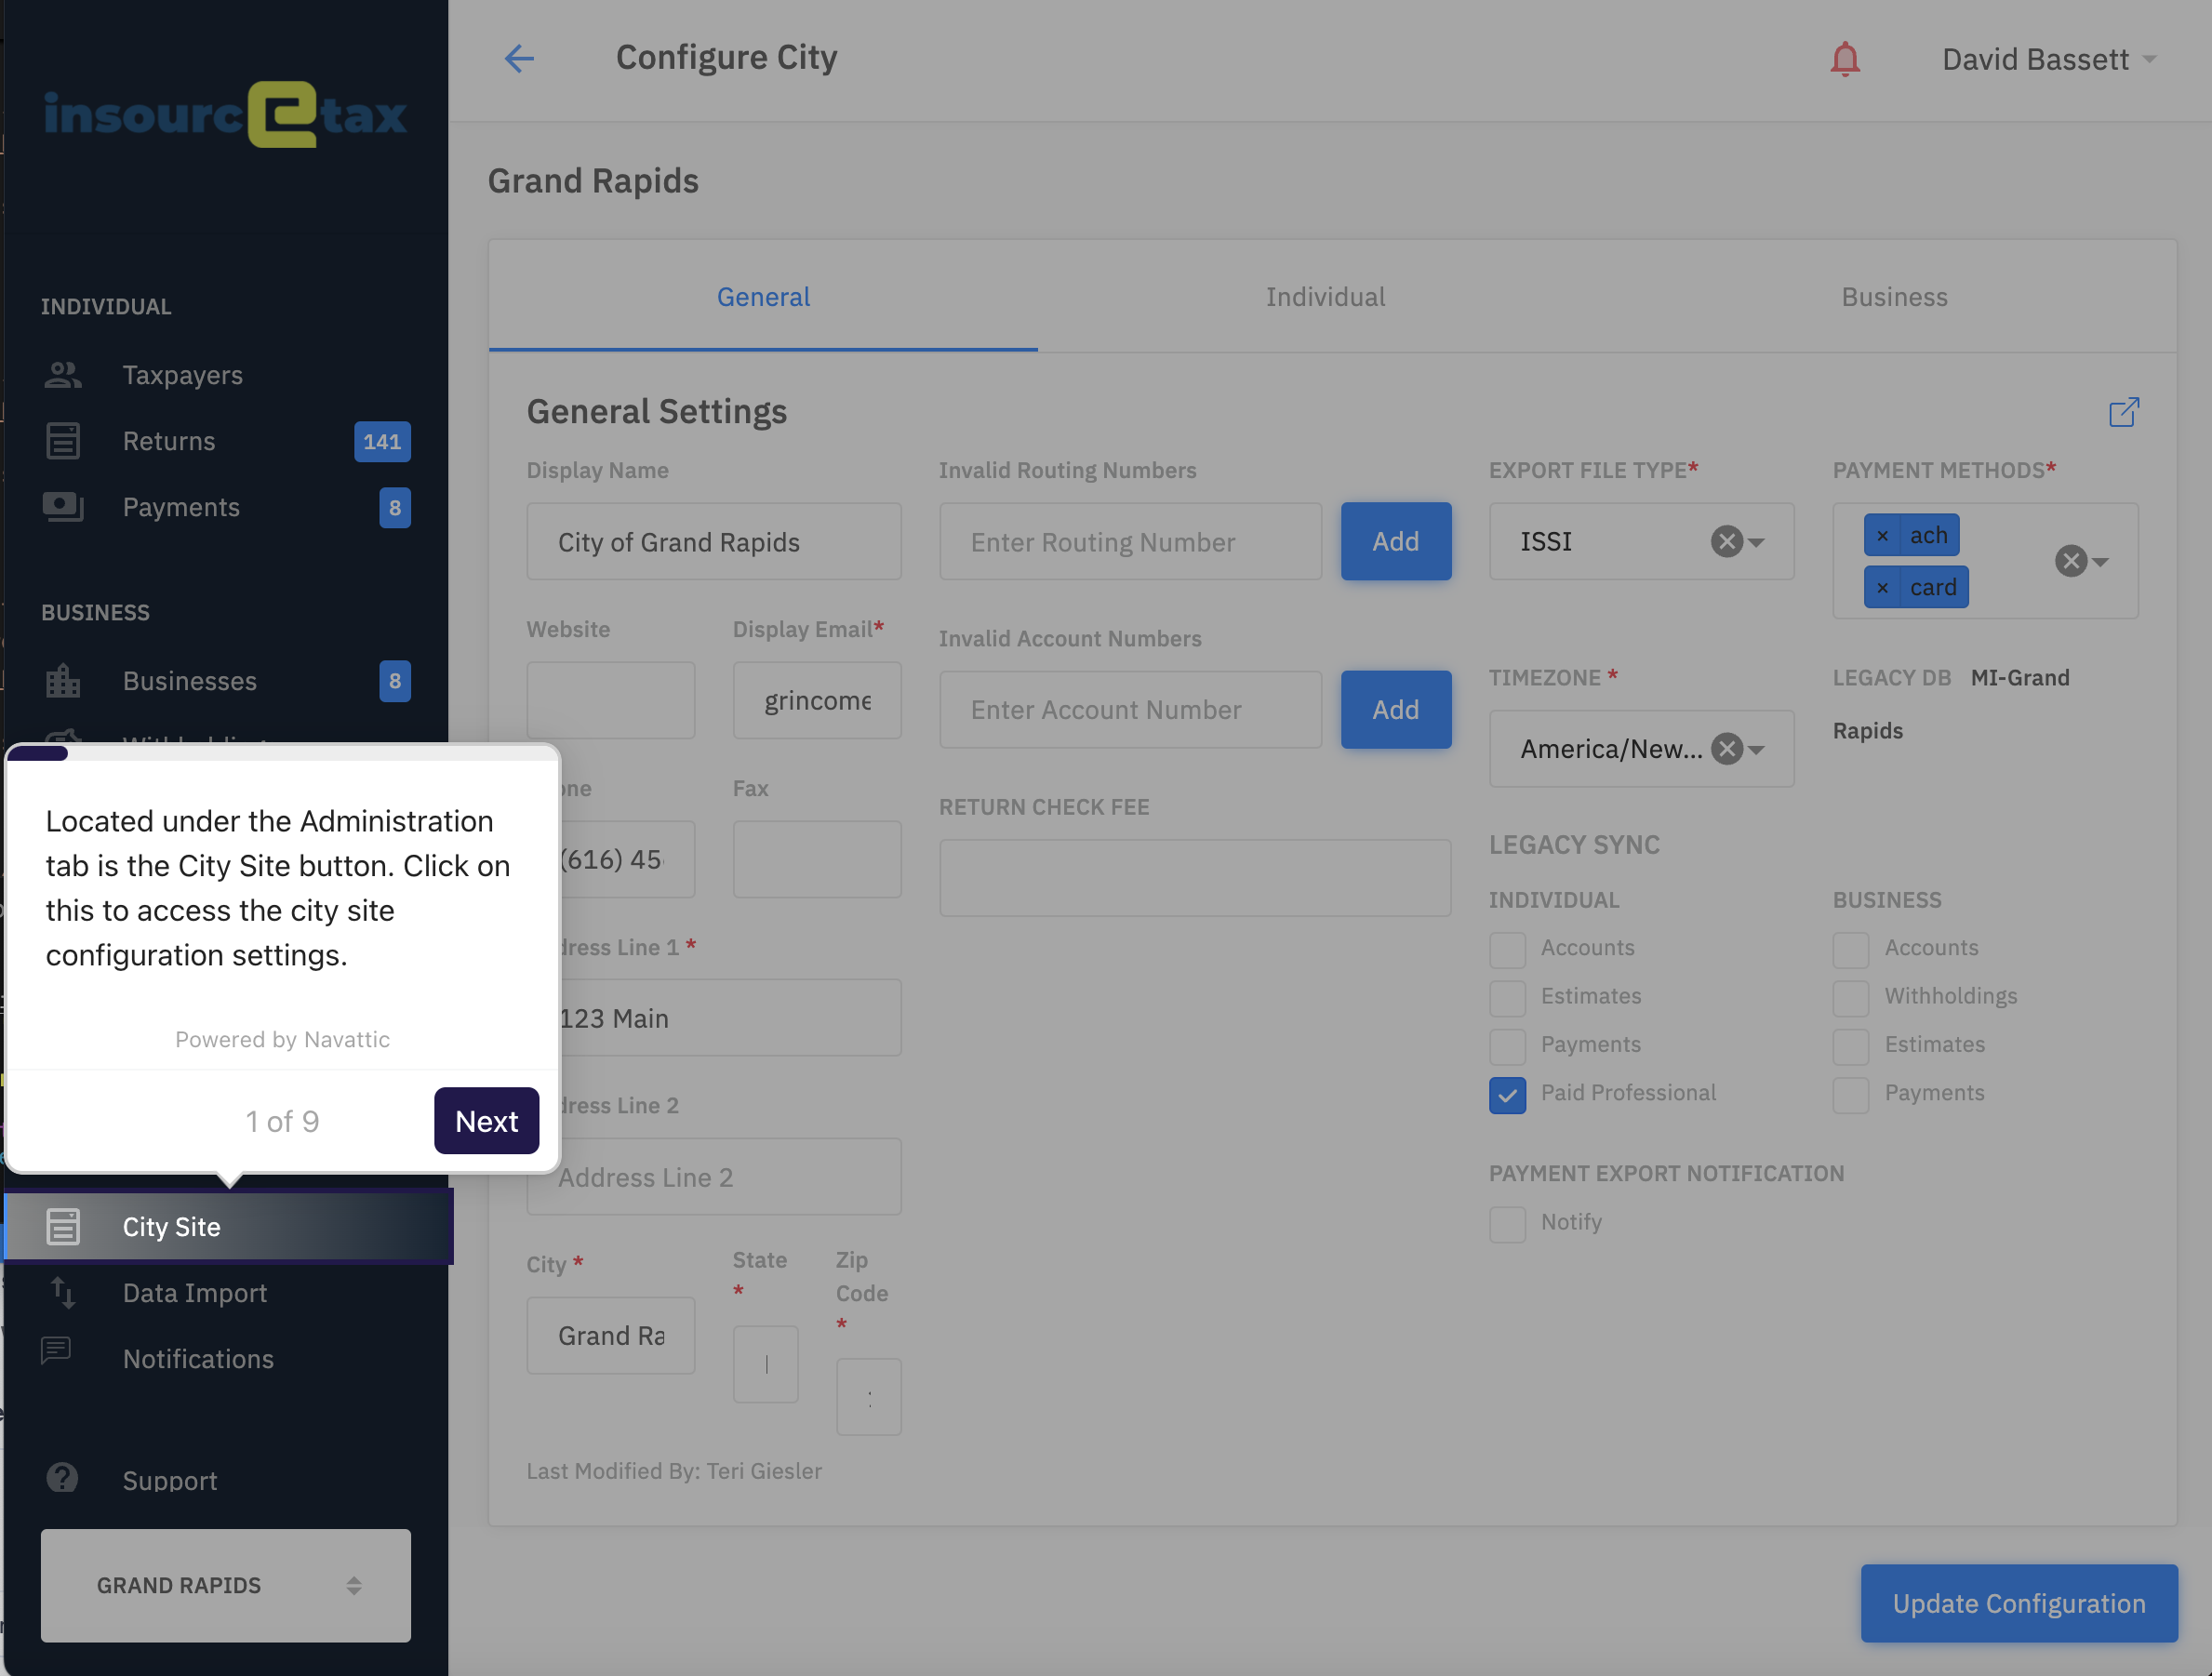 insourcetax
INDIVIDUAL
Taxpayers
Returns 141
Payments 8
BUSINESS
Businesses 8
Located under the Administration
tab is the City Site button. Click on
this to access the city site
configuration settings.
Powered by Navattic
1 of 9
Next
City Site
Data Import
Notifications
Support
GRAND RAPIDS
Configure City
David Bassett
Grand Rapids
General Individual Business
General Settings
Display Name
City of Grand Rapids
Website
Display Email*
grincome
Fax
(616) 45
Address Line 1 *
123 Main
Address Line 2
Address Line 2
City *
Grand Ra
State
*
Zip
Code
*
Last Modified By: Teri Giesler
Invalid Routing Numbers
Enter Routing Number
Add
Invalid Account Numbers
Enter Account Number
Add
RETURN CHECK FEE
EXPORT FILE TYPE*
ISSI
PAYMENT METHODS*
× ach
× card
TIMEZONE *
America/New...
LEGACY DB MI-Grand
Rapids
LEGACY SYNC
INDIVIDUAL
Accounts
Estimates
Payments
Paid Professional
BUSINESS
Accounts
Withholdings
Estimates
Payments
PAYMENT EXPORT NOTIFICATION
Notify
Update Configuration